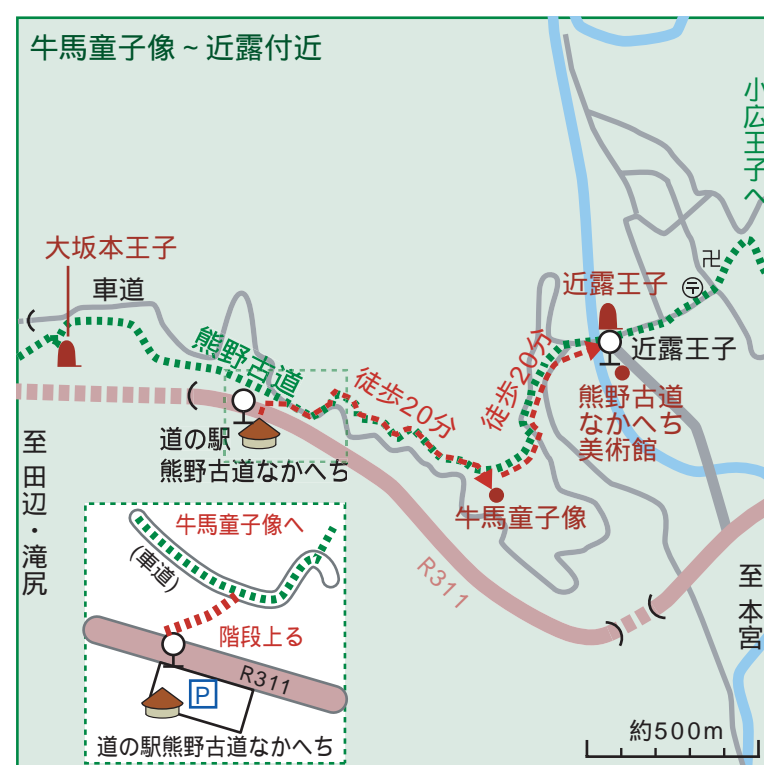 牛馬童子像～近露付近
小広王子へ
大坂本王子
車道
近露王子
卍
〒
熊野古道
徒歩20分
徒歩20分
近露王子
熊野古道
なかへち
美術館
道の駅
熊野古道なかへち
至 田辺・滝尻
牛馬童子像
R311
至 本宮
牛馬童子像へ
(車道)
階段上る
R311
P
道の駅熊野古道なかへち
約500m